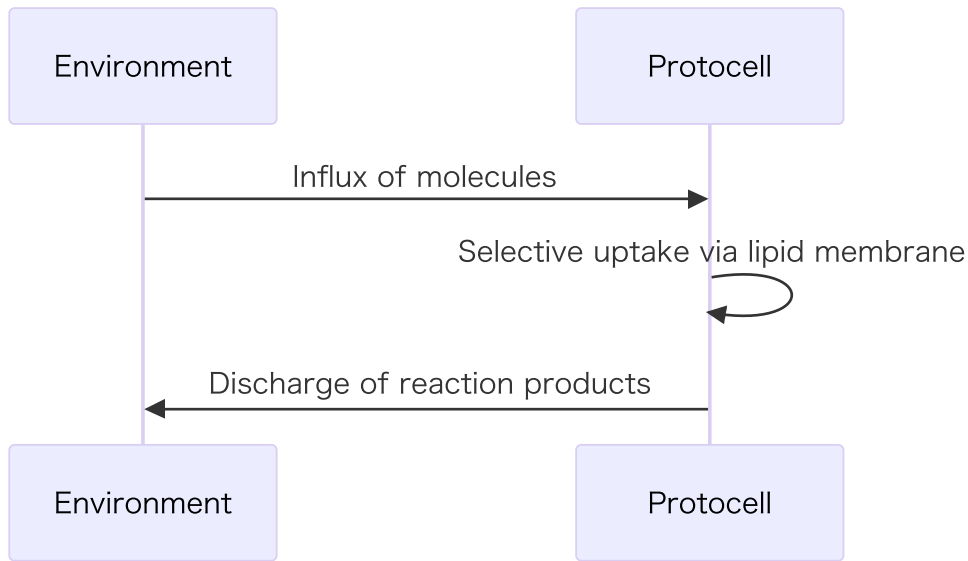 Environment
Protocell
Influx of molecules
Selective uptake via lipid membrane
Discharge of reaction products
Environment
Protocell